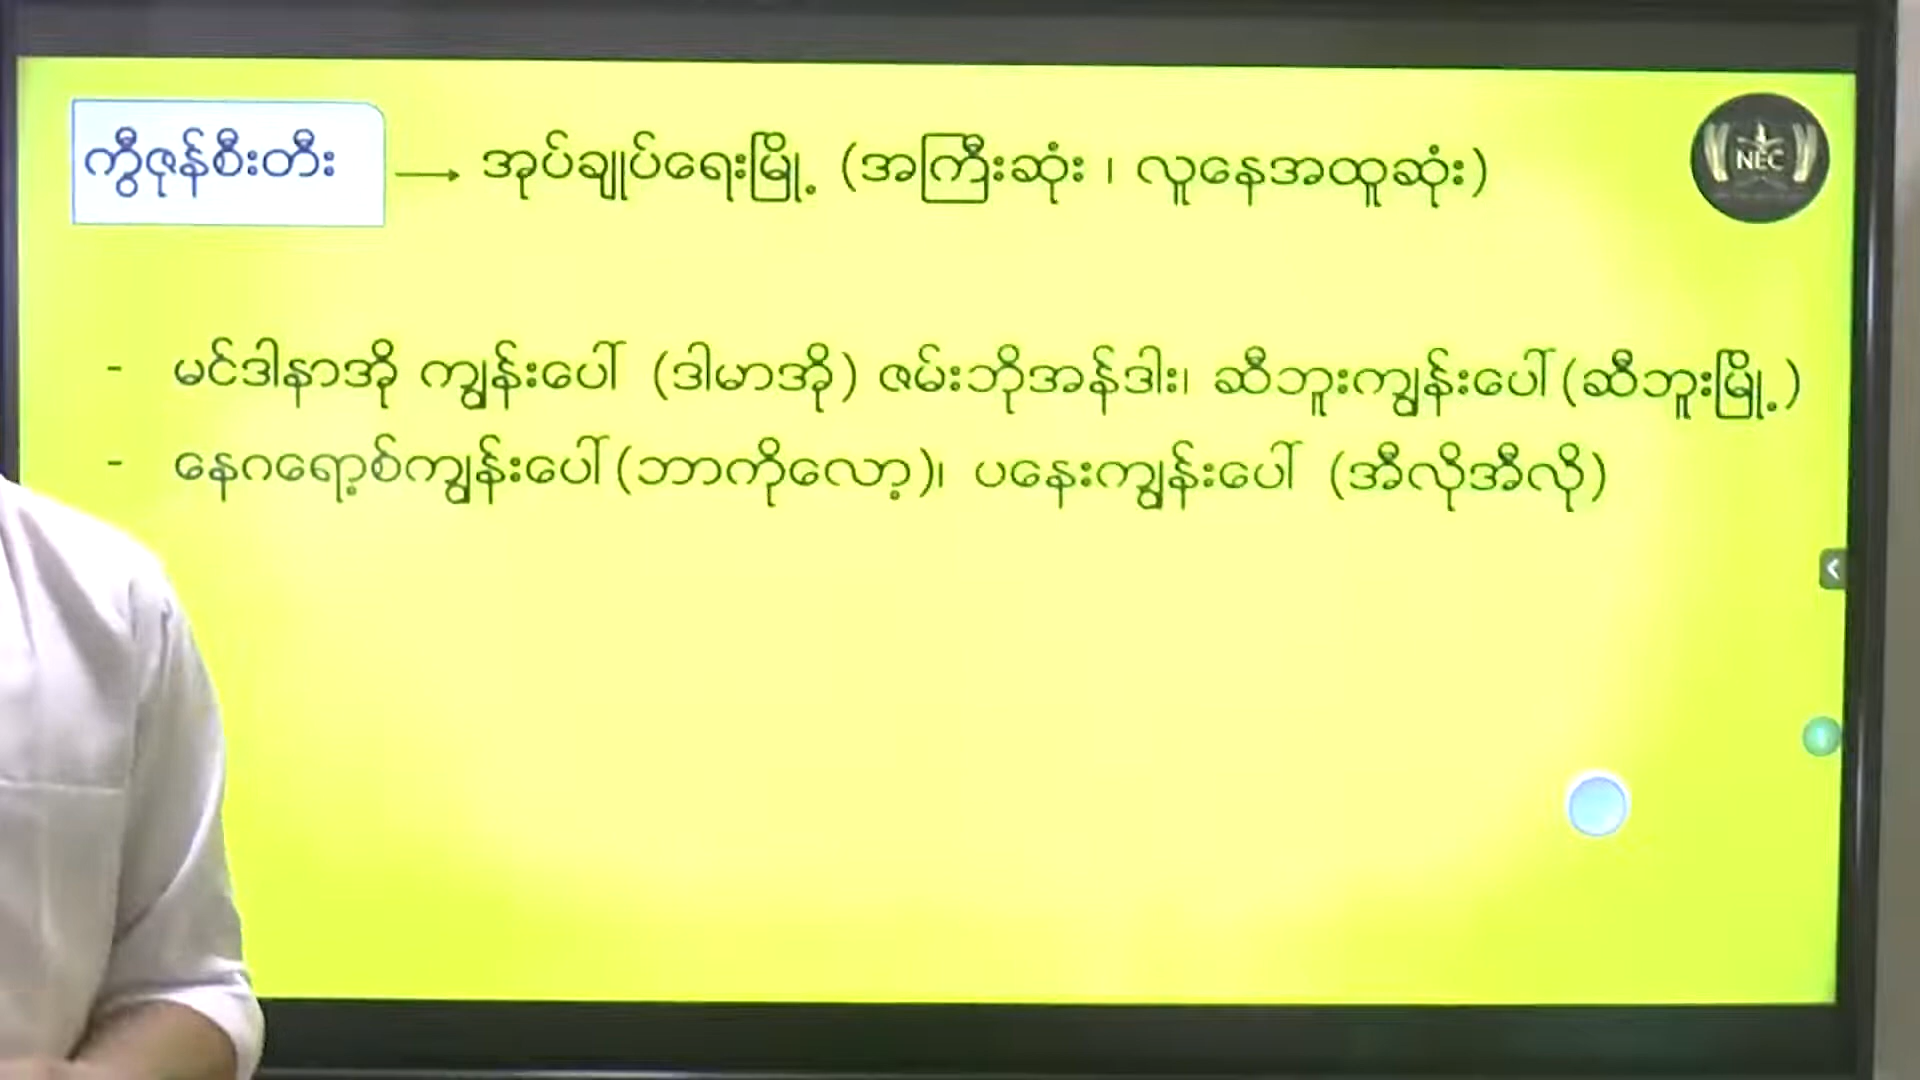 ကွီဇုန်စီးတီး → အုပ်ချုပ်ရေးမြို့ (အကြီးဆုံး ၊ လူနေအထူဆုံး)
NEC
- မင်ဒါနာအို ကျွန်းပေါ် (ဒါမာအို) ဇမ်းဘိုအန်ဒါး၊ ဆီဘူးကျွန်းပေါ်(ဆီဘူးမြို့)
- နေဂရော့စ်ကျွန်းပေါ်(ဘာကိုလော့)၊ ပနေးကျွန်းပေါ် (အီလိုအီလို)